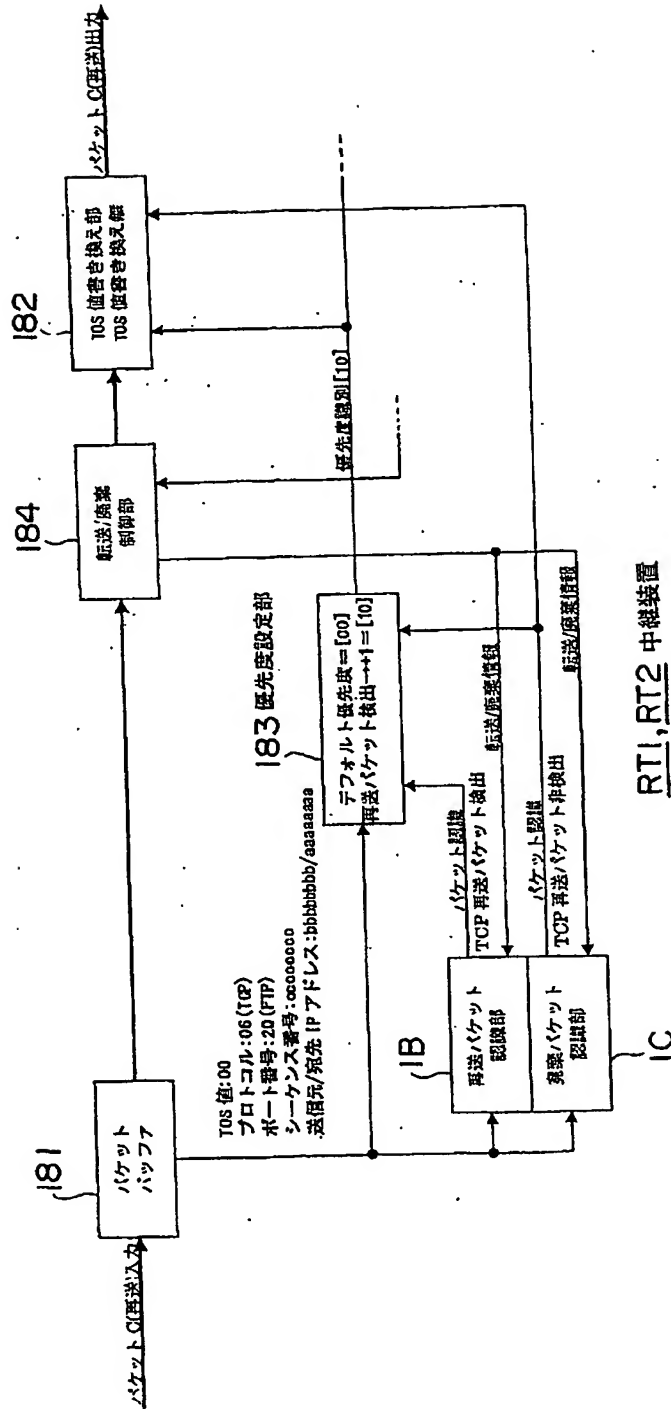 パケットC(再送)入力
181
パケット
バッファ
184
転送/廃棄
制御部
182
TOS 値書き換え部
TOS 値書き換え
パケットC(再送)出力
TOS 値:00
プロトコル:06(TCP)
ポート番号:20(FTP)
シーケンス番号:cccccccc
送信元/宛先 IP アドレス:bbbbbbbb/aaaaaaaa
183 優先度設定部
デフォルト優先度=[00]
再送パケット検出→+1=[10]
優先度識別[10]
1B
再送パケット
認識部
廃棄パケット
認識部
1C
パケット認識
TCP 再送パケット検出
転送/廃棄情報
パケット認識
TCP 再送パケット非検出
転送/廃棄情報
RT1, RT2 中継装置